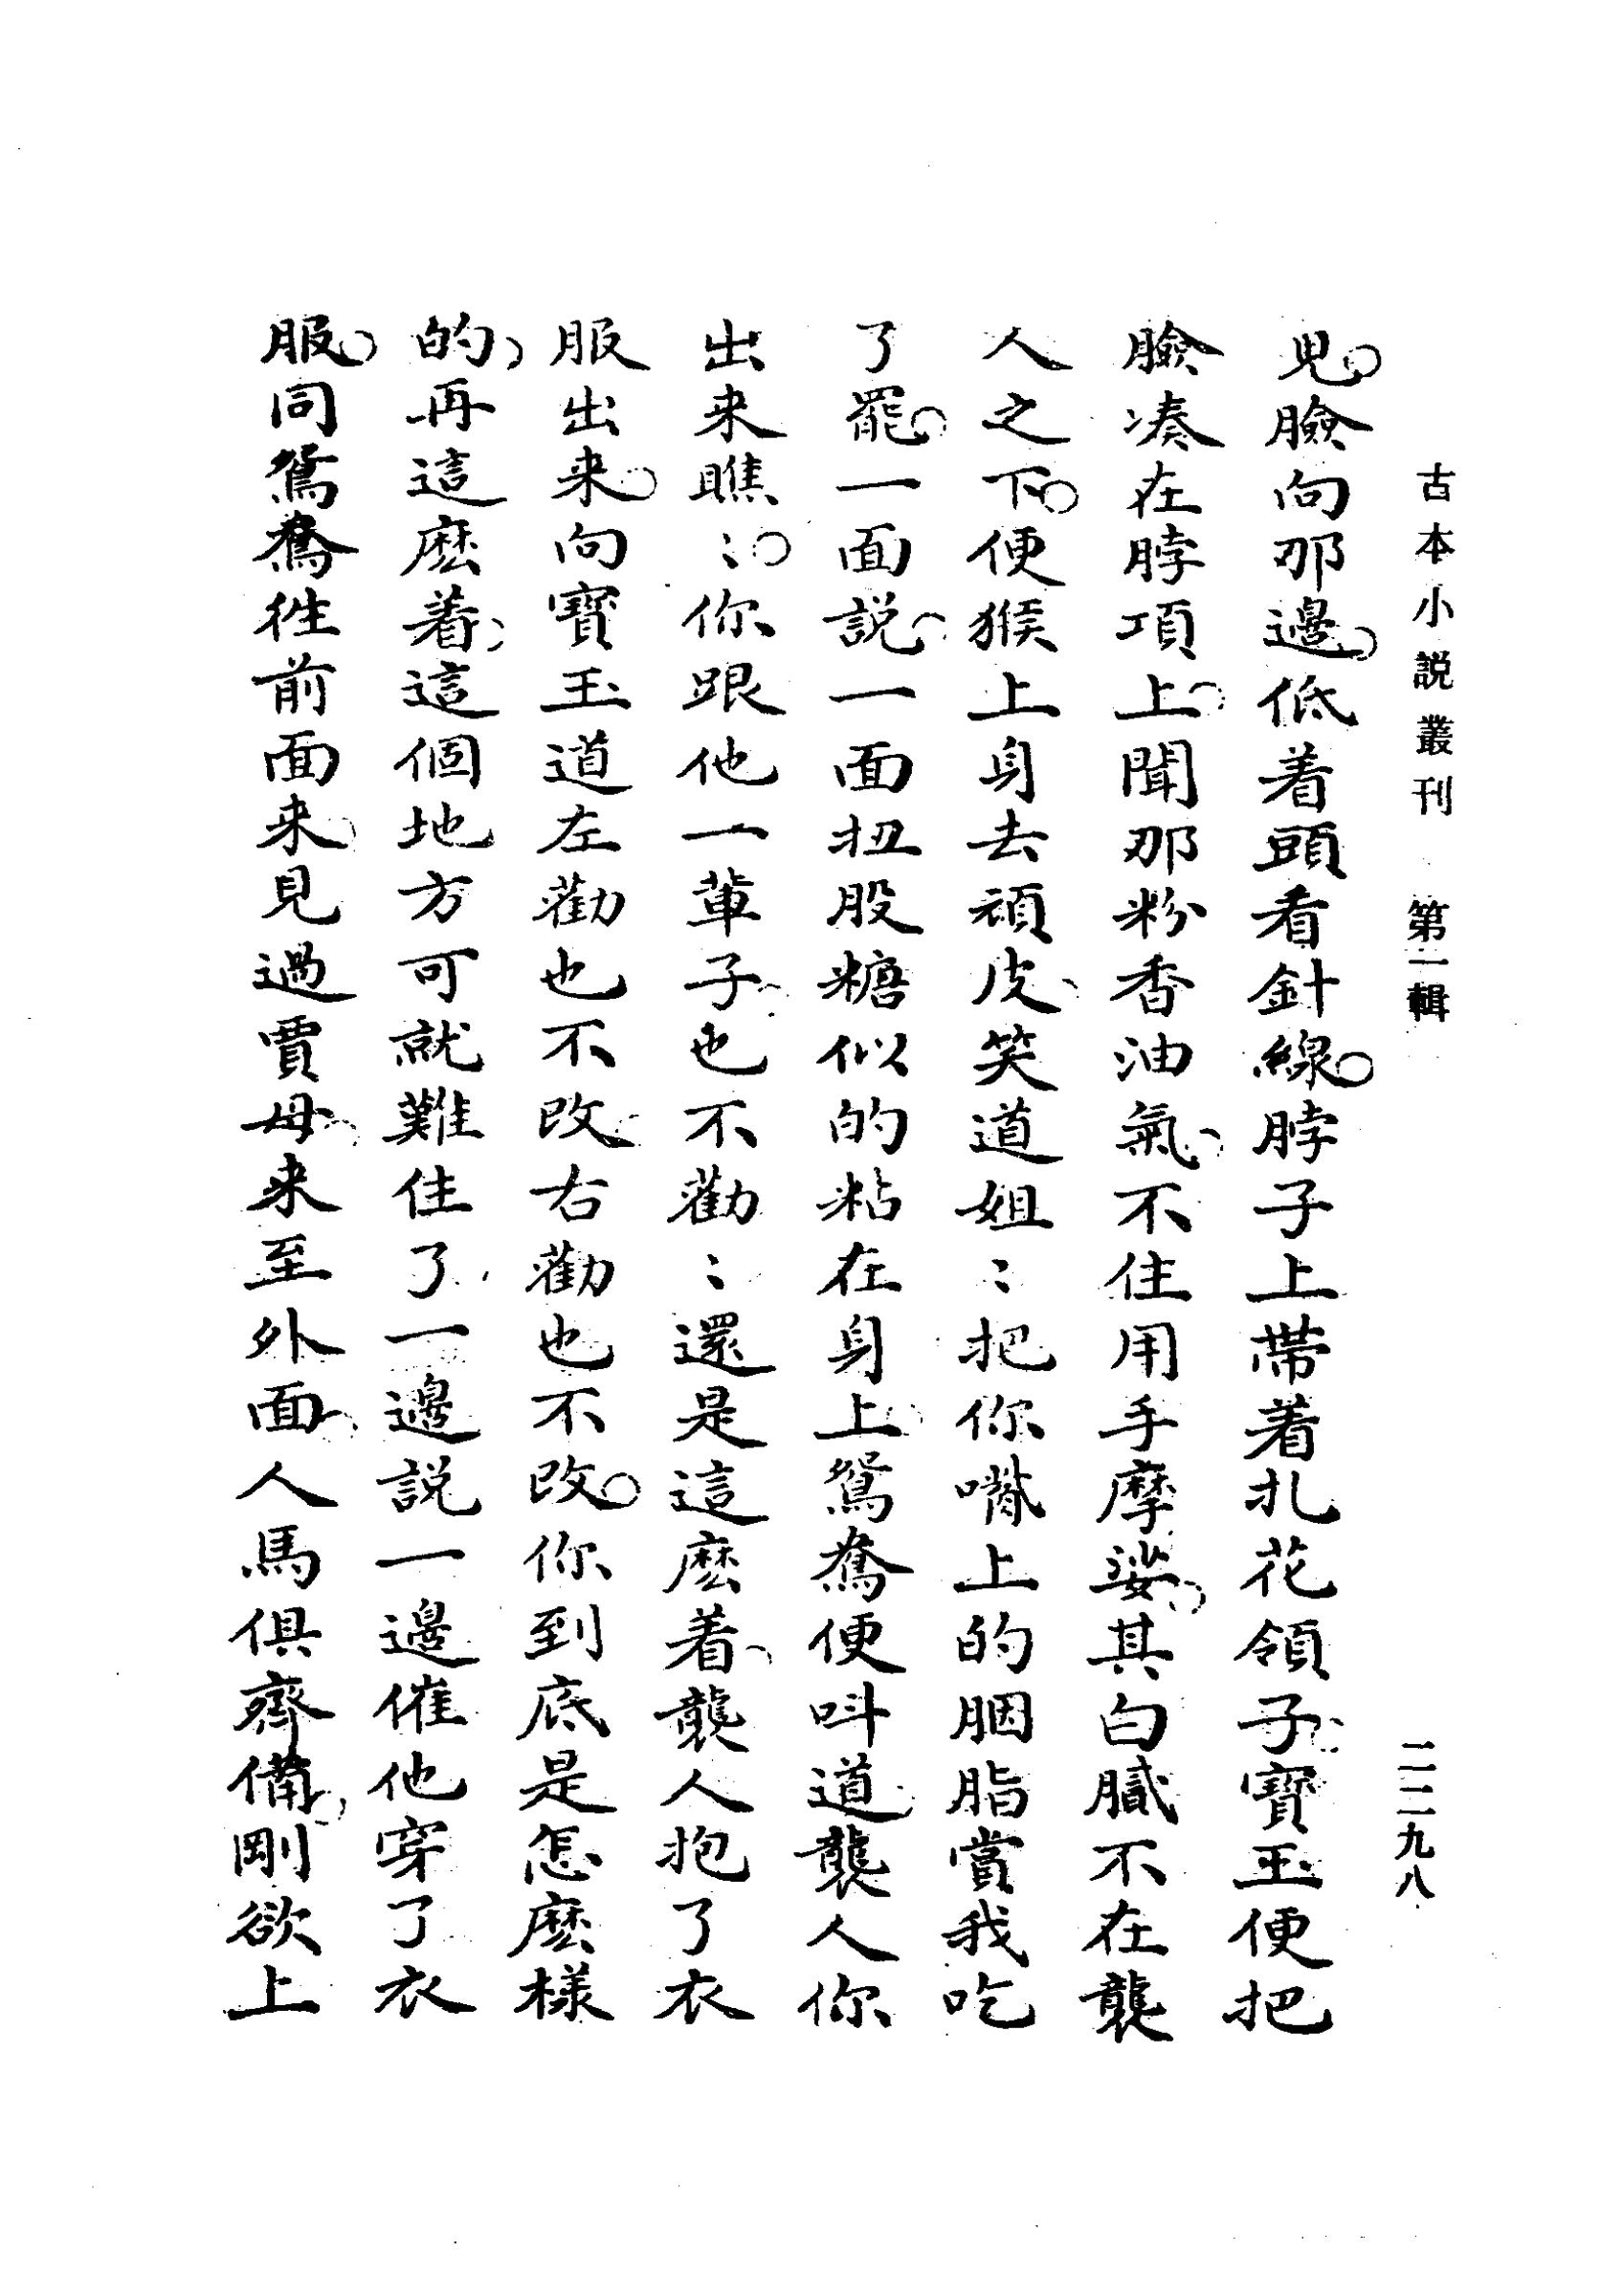 古本小説叢刊　第一輯　二二九八
兒臉向那邊低着頭看針線脖子上帶着扎花領子寶玉便把
臉凑在脖項上聞那粉香油氣不住用手摩娑其白膩不在襲
人之下便猴上身去頑皮笑道姐〻把你嘴上的胭脂賞我吃
了罷一面説一面扭股糖似的粘在身上鴛鴦便呌道襲人你
出来瞧〻你跟他一輩子也不勸〻還是這麽着襲人抱了衣
服出来向寶玉道左勸也不改右勸也不改你到底是怎麽樣
的再這麽着這個地方可就難住了一邊説一邊催他穿了衣
服同鴛鴦徃前面来見過賈母来至外面人馬俱齊備剛欲上